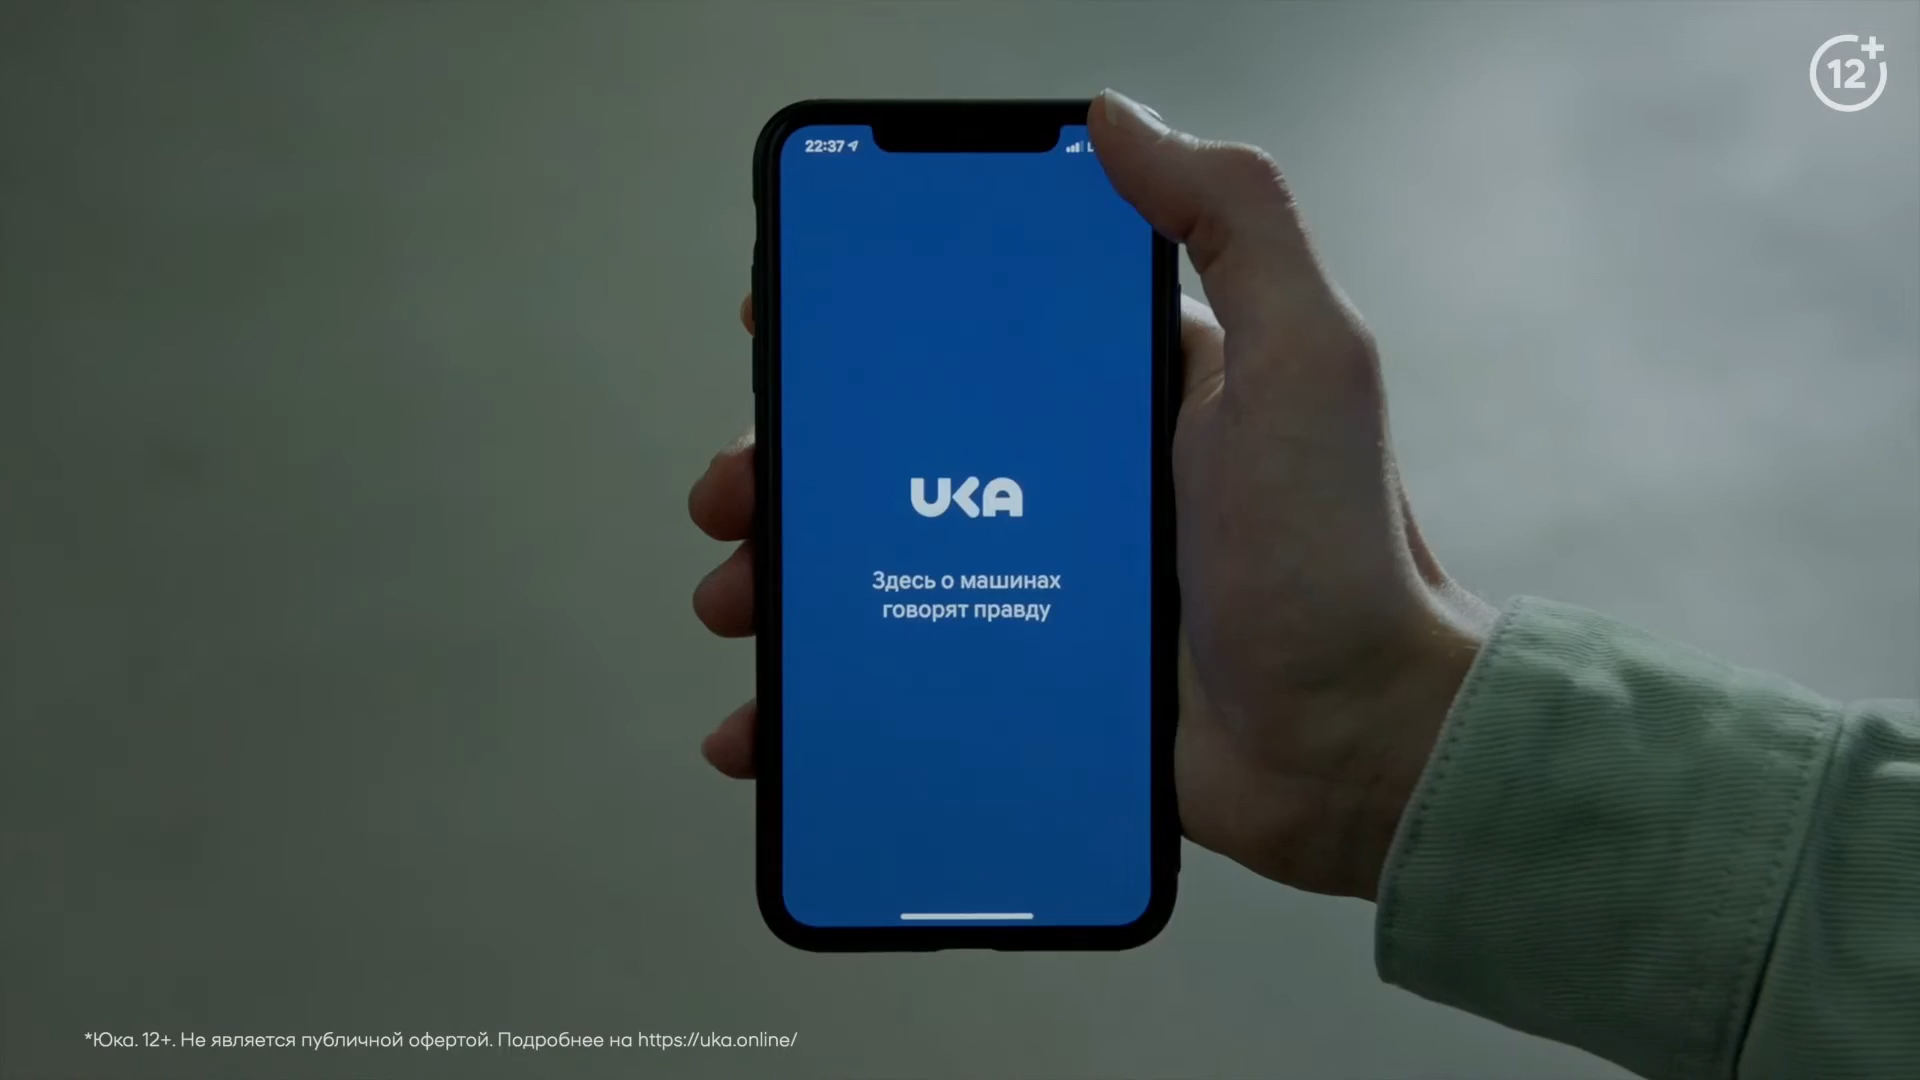 12+
22:37
UKA
Здесь о машинах
говорят правду
*Юка. 12+. Не является публичной офертой. Подробнее на https://uka.online/